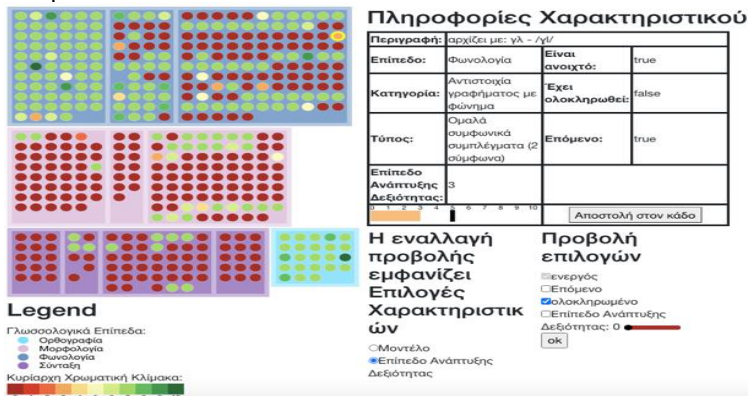 Πληροφορίες Χαρακτηριστικού
Περιγραφή: αρχίζει με: γλ - /γl/
Επίπεδο: Φωνολογία Είναι ανοιχτό: true
Κατηγορία: Αντιστοιχία γραφήματος με φώνημα Έχει ολοκληρωθεί: false
Τύπος: Ομαλά συμφωνικά συμπλέγματα (2 σύμφωνα) Επόμενο: true
Επίπεδο Ανάπτυξης Δεξιότητας: 3
0 1 2 3 4 5 6 7 8 9 10
Αποστολή στον κάδο
Η εναλλαγή
προβολής
εμφανίζει
Επιλογές
Χαρακτηριστικ
ών
Μοντέλο
Επίπεδο Ανάπτυξης
Δεξιότητας
Προβολή
επιλογών
ενεργός
Επόμενο
ολοκληρωμένο
Επίπεδο Ανάπτυξης
Δεξιότητας: 0
ok
Legend
Γλωσσολογικά Επίπεδα:
Ορθογραφία
Μορφολογία
Φωνολογία
Σύνταξη
Κυρίαρχη Χρωματική Κλίμακα: